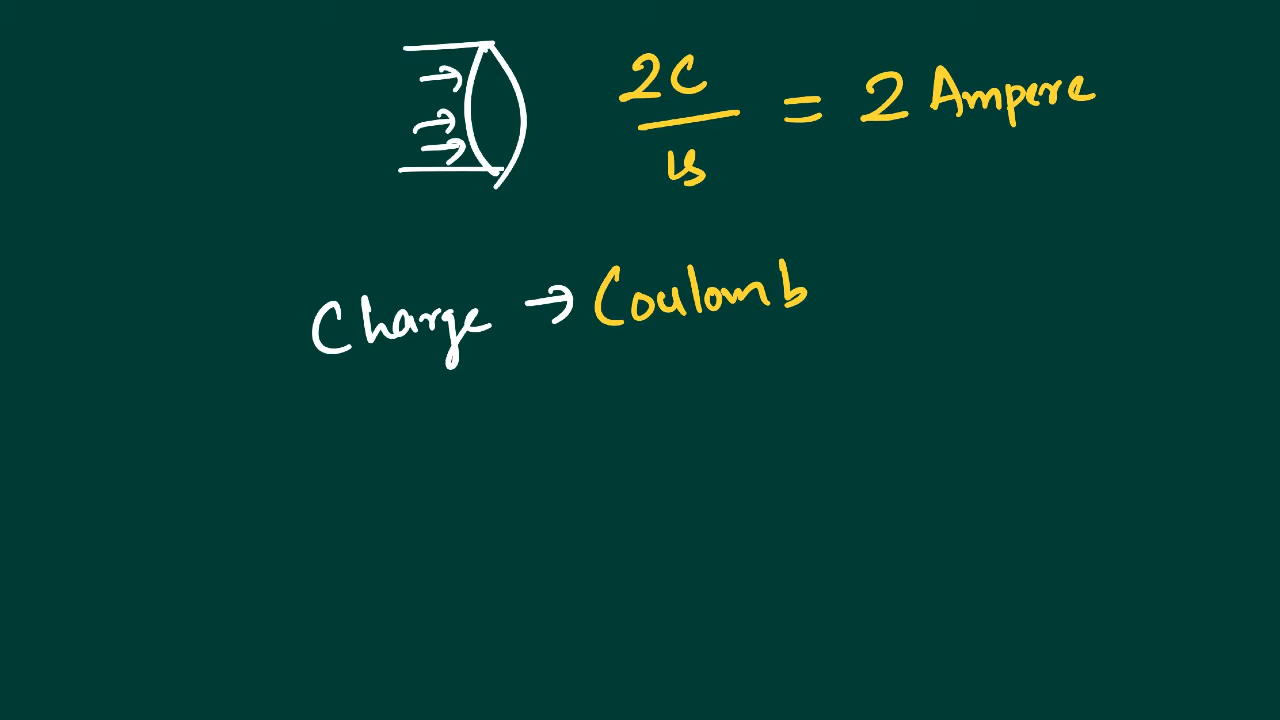 2C
/1s = 2 Ampere
Charge → Coulomb